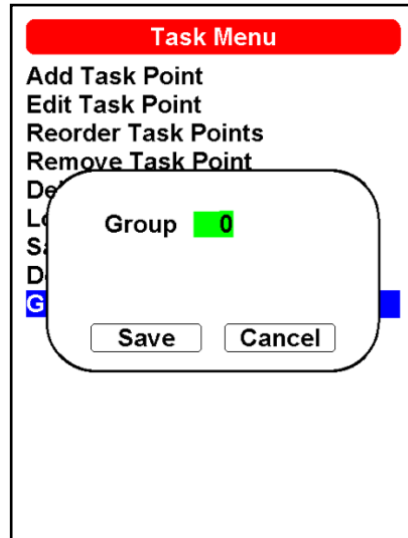 Task Menu
Add Task Point
Edit Task Point
Reorder Task Points
Remove Task Point
Group 0
Save Cancel